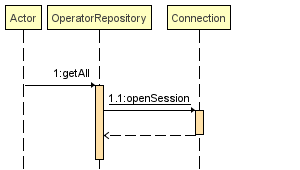 Actor
OperatorRepository
Connection
1:getAll
1.1:openSession